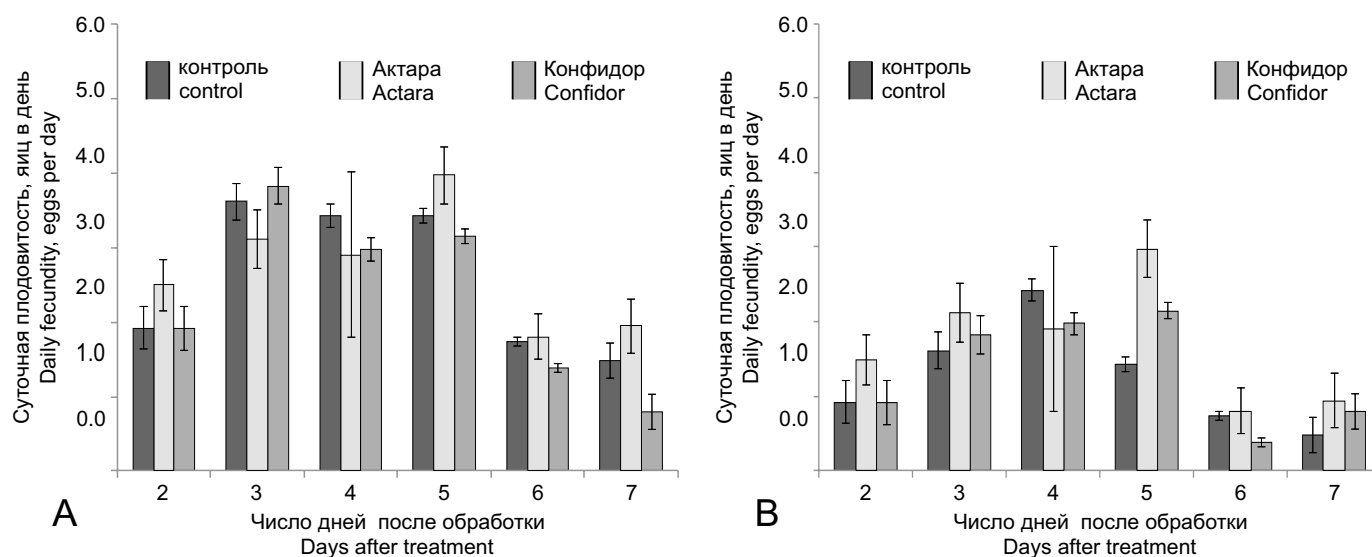 Суточная плодовитость, яиц в день
Daily fecundity, eggs per day
6.0
5.0
4.0
3.0
2.0
1.0
0.0
контроль
control
Актара
Actara
Конфидор
Confidor
2 3 4 5 6 7
A
Число дней после обработки
Days after treatment
Суточная плодовитость, яиц в день
Daily fecundity, eggs per day
6.0
5.0
4.0
3.0
2.0
1.0
0.0
контроль
control
Актара
Actara
Конфидор
Confidor
2 3 4 5 6 7
B
Число дней после обработки
Days after treatment